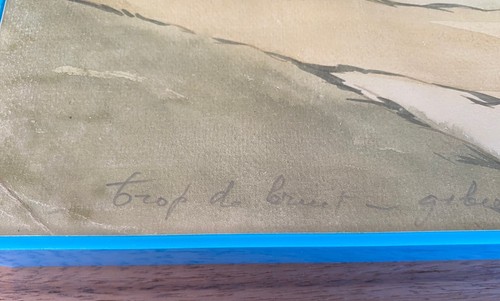 trop de bruit -